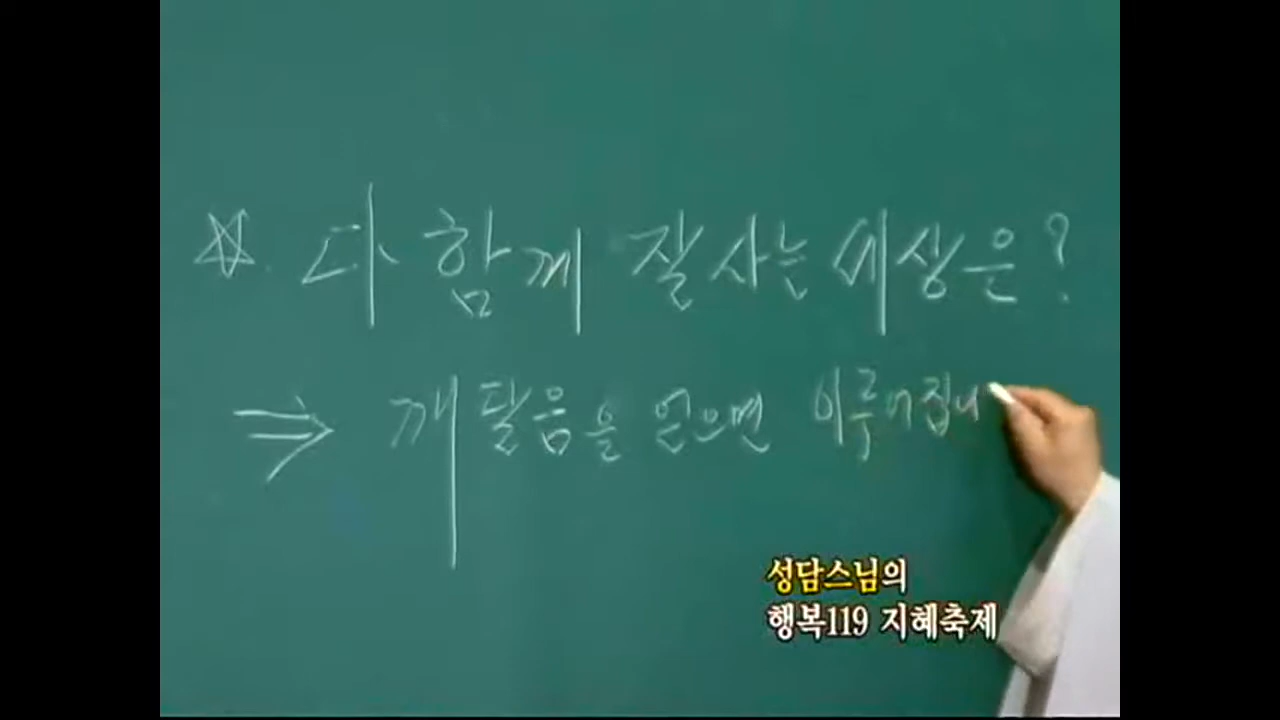 ☆. 다 함께 잘 사는 세상은?
⇒ 깨달음을 얻으면 이루어집니
성담스님의
행복119 지혜축제